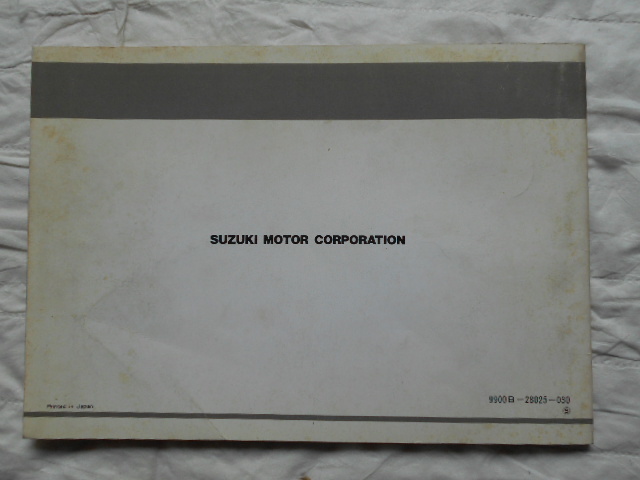 SUZUKI MOTOR CORPORATION
Printed in Japan
9900B-28025-050